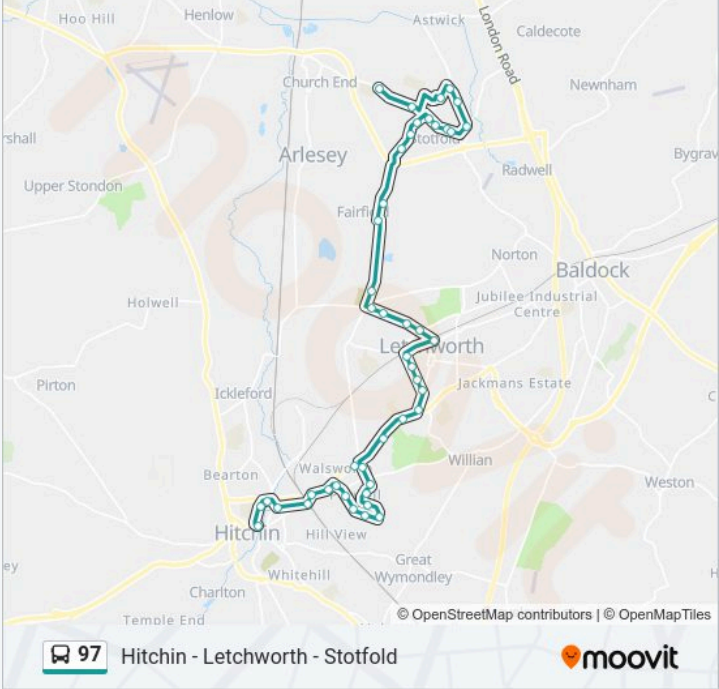 Hoo Hill
Henlow
Astwick
London Road
Caldecote
Church End
Newnham
rshall
Stotfold
Arlesey
Bygrav
Radwell
Upper Stondon
Fairfi
Norton
Baldock
Jubilee Industrial
Centre
Holwell
Letchworth
Pirton
Jackmans Estate
Ickleford
C
Willian
Walswo
Bearton
Weston
Hitchin
Hill View
ey
Great
Wymondley
Whitehill
H
Charlton
© OpenStreetMap contributors | © OpenMapTiles
Temple End
97
Hitchin - Letchworth - Stotfold
moovit